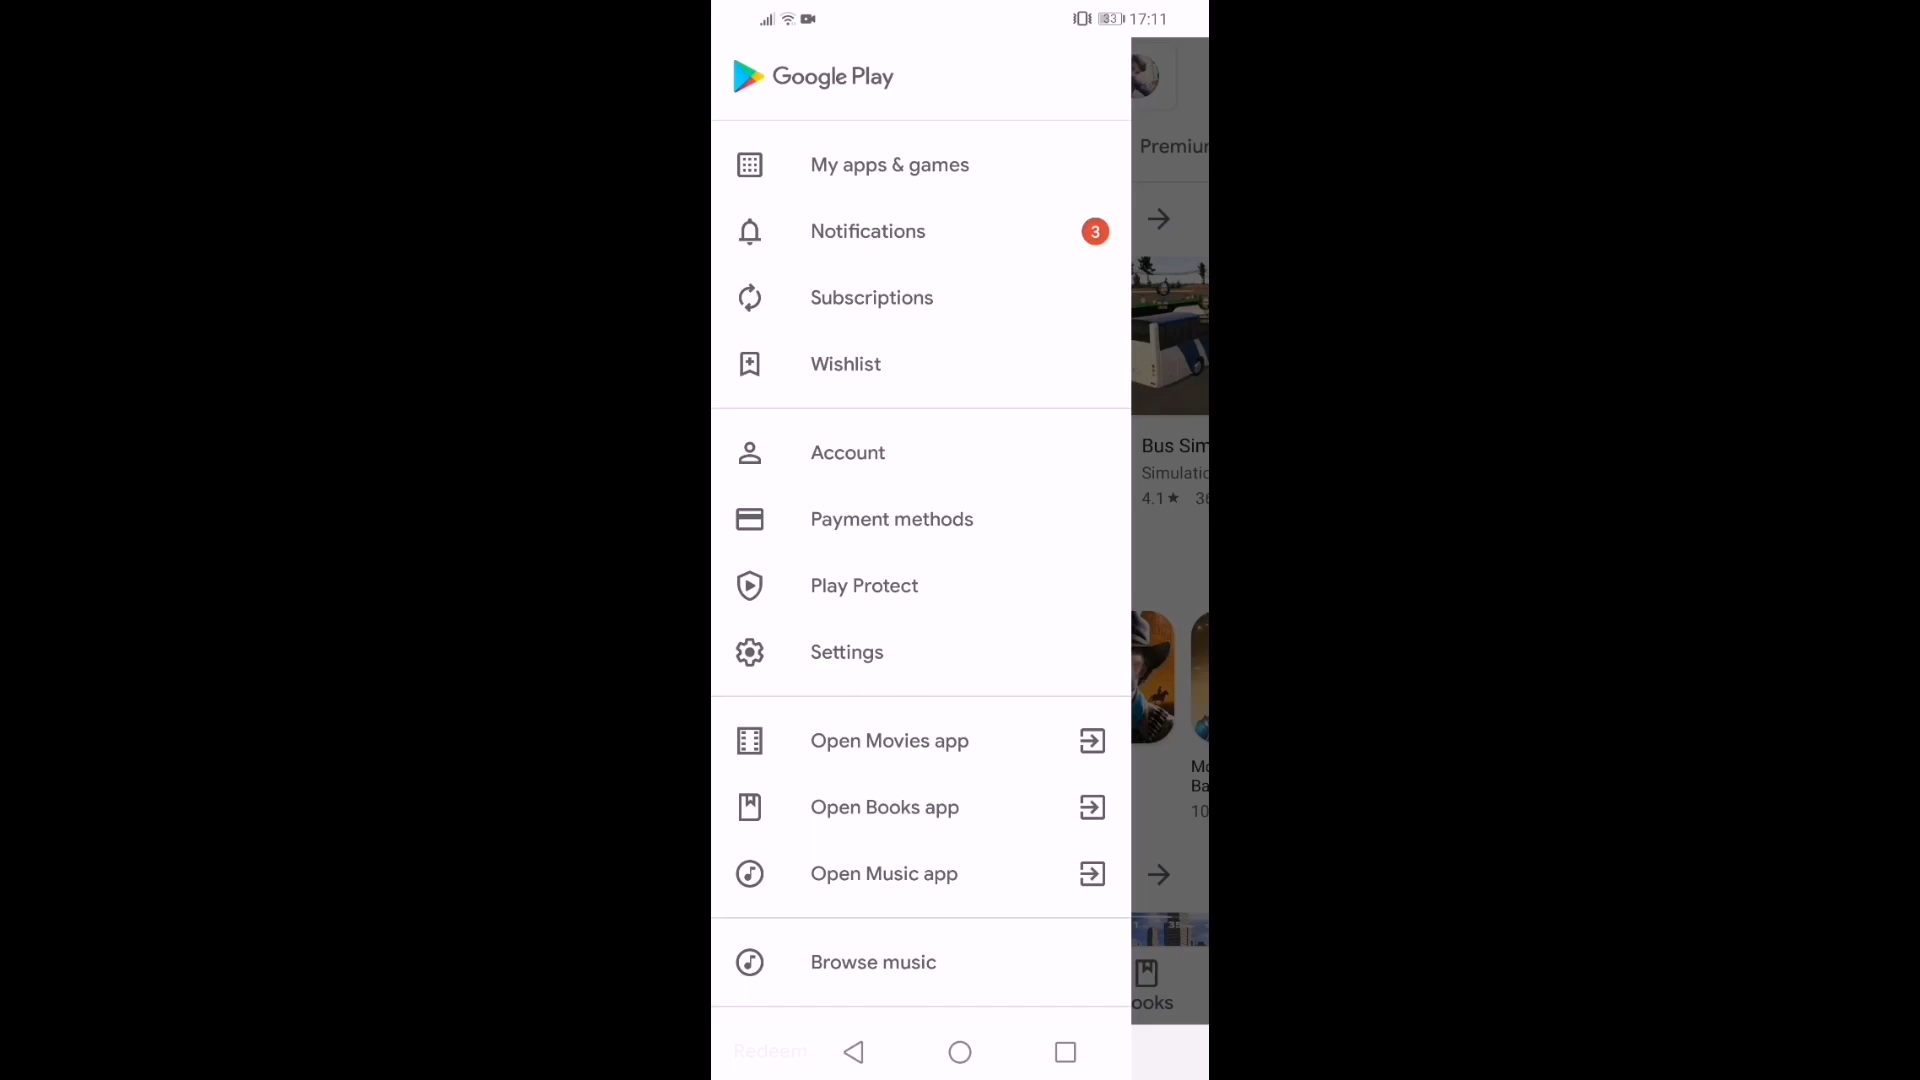 33 17:11
Google Play
Premiu
My apps & games
Notifications 3
Subscriptions
Wishlist
Bus Sim
Account
Simulatio
4.1★ 36
Payment methods
Play Protect
Settings
Open Movies app
Mo
Ba
Open Books app
10
Open Music app
Browse music
ooks
Redeem